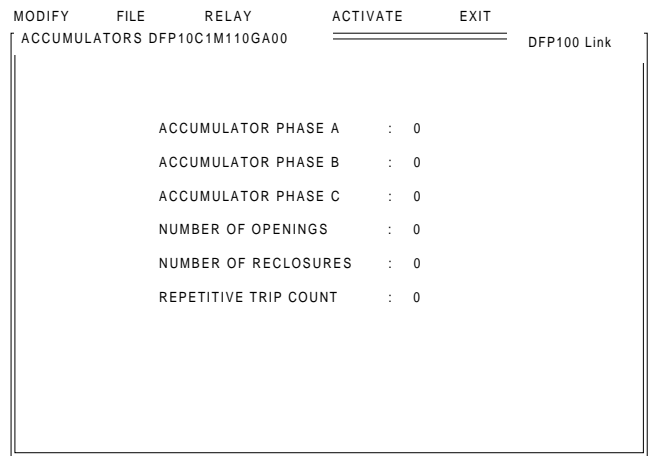 MODIFY FILE RELAY ACTIVATE EXIT
ACCUMULATORS DFP10C1M110GA00 DFP100 Link
ACCUMULATOR PHASE A : 0
ACCUMULATOR PHASE B : 0
ACCUMULATOR PHASE C : 0
NUMBER OF OPENINGS : 0
NUMBER OF RECLOSURES : 0
REPETITIVE TRIP COUNT : 0